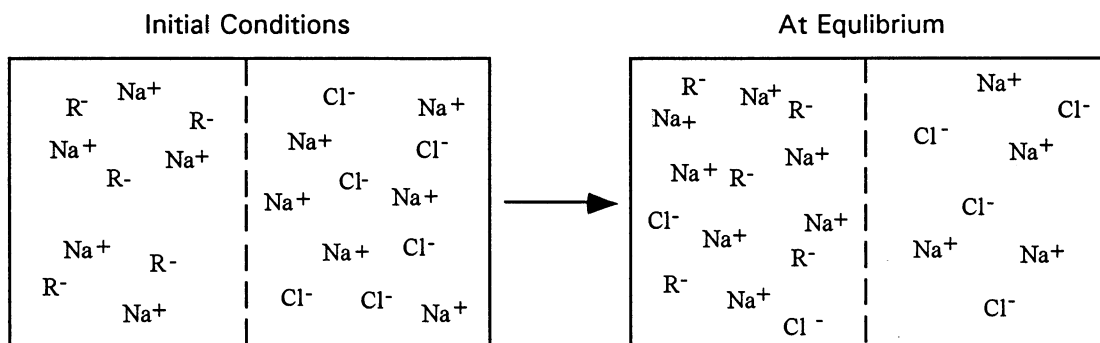 Initial Conditions
At Equlibrium
Na+ R- R-
Na+ Na+
R-
Na+ R-
R- Na+
Cl- Na+
Na+ Cl-
Cl-
Na+ Na+
Na+ Cl-
Cl- Cl- Na+
R- Na+ R-
Na+
Na+
Na+ R-
Cl- Na+
Na+ R-
R- Na+
Cl -
Na+ Cl-
Cl- Na+
Cl-
Na+ Na+
Cl-